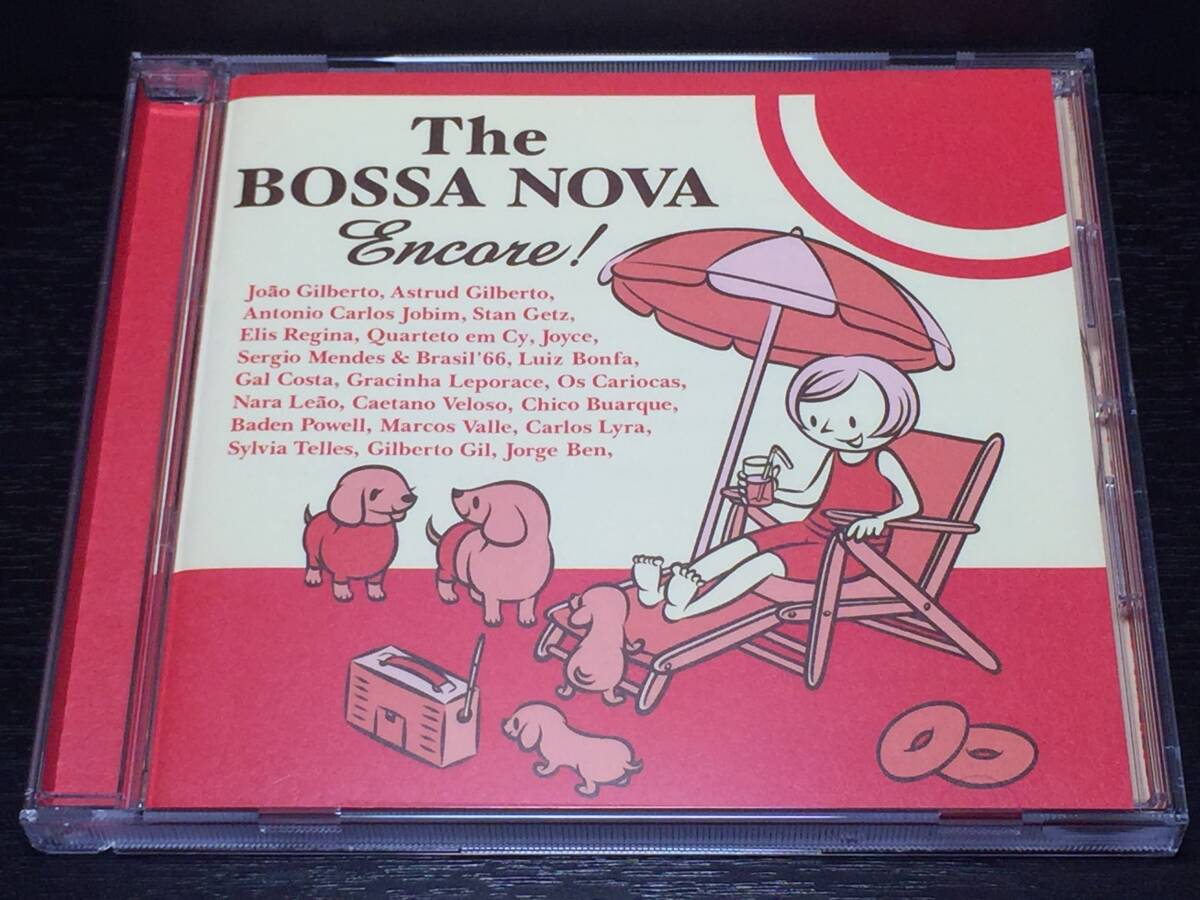 The
BOSSA NOVA
Encore!
João Gilberto, Astrud Gilberto,
Antonio Carlos Jobim, Stan Getz,
Elis Regina, Quarteto em Cy, Joyce,
Sergio Mendes & Brasil'66, Luiz Bonfa,
Gal Costa, Gracinha Leporace, Os Cariocas,
Nara Leão, Caetano Veloso, Chico Buarque,
Baden Powell, Marcos Valle, Carlos Lyra,
Sylvia Telles, Gilberto Gil, Jorge Ben,